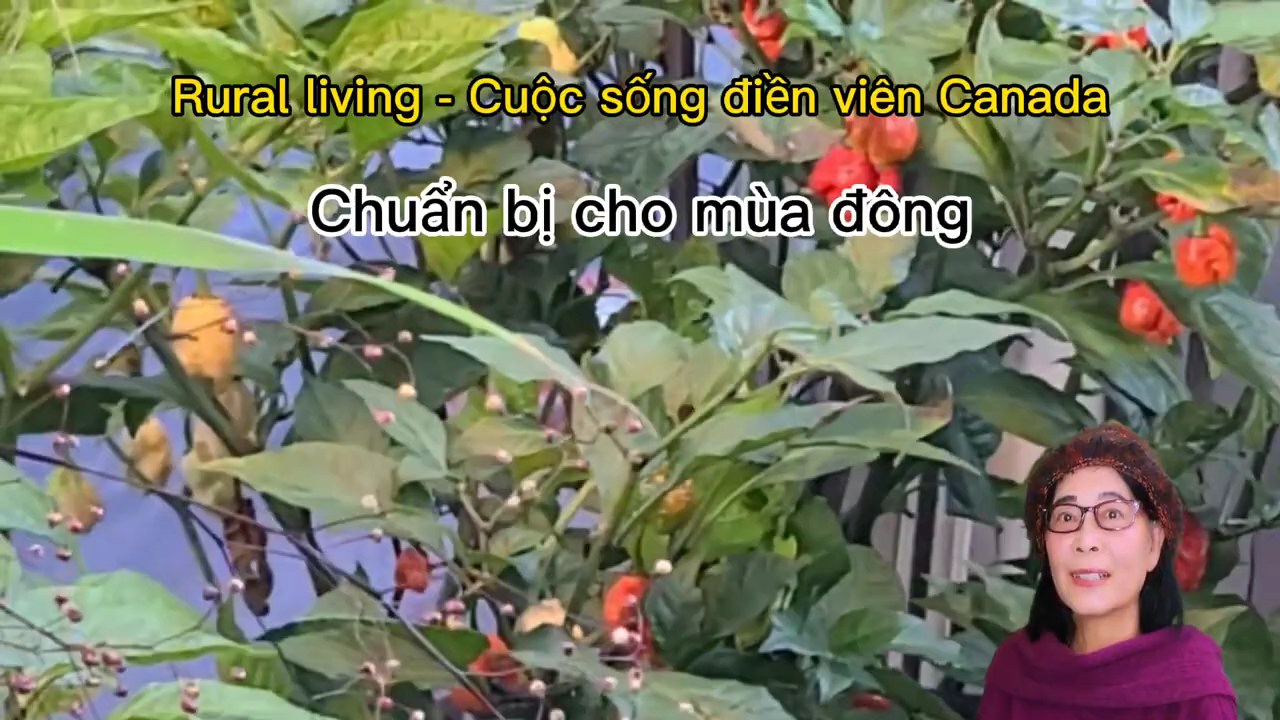 Rural living - Cuộc sống điền viên Canada
Chuẩn bị cho mùa đông